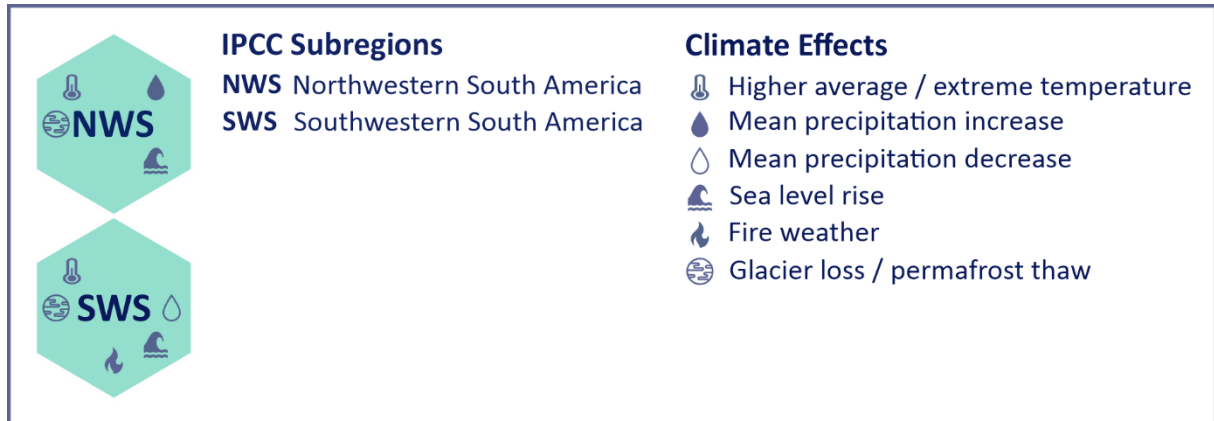 NWS
SWS
IPCC Subregions
NWS Northwestern South America
SWS Southwestern South America
Climate Effects
Higher average / extreme temperature
Mean precipitation increase
Mean precipitation decrease
Sea level rise
Fire weather
Glacier loss / permafrost thaw